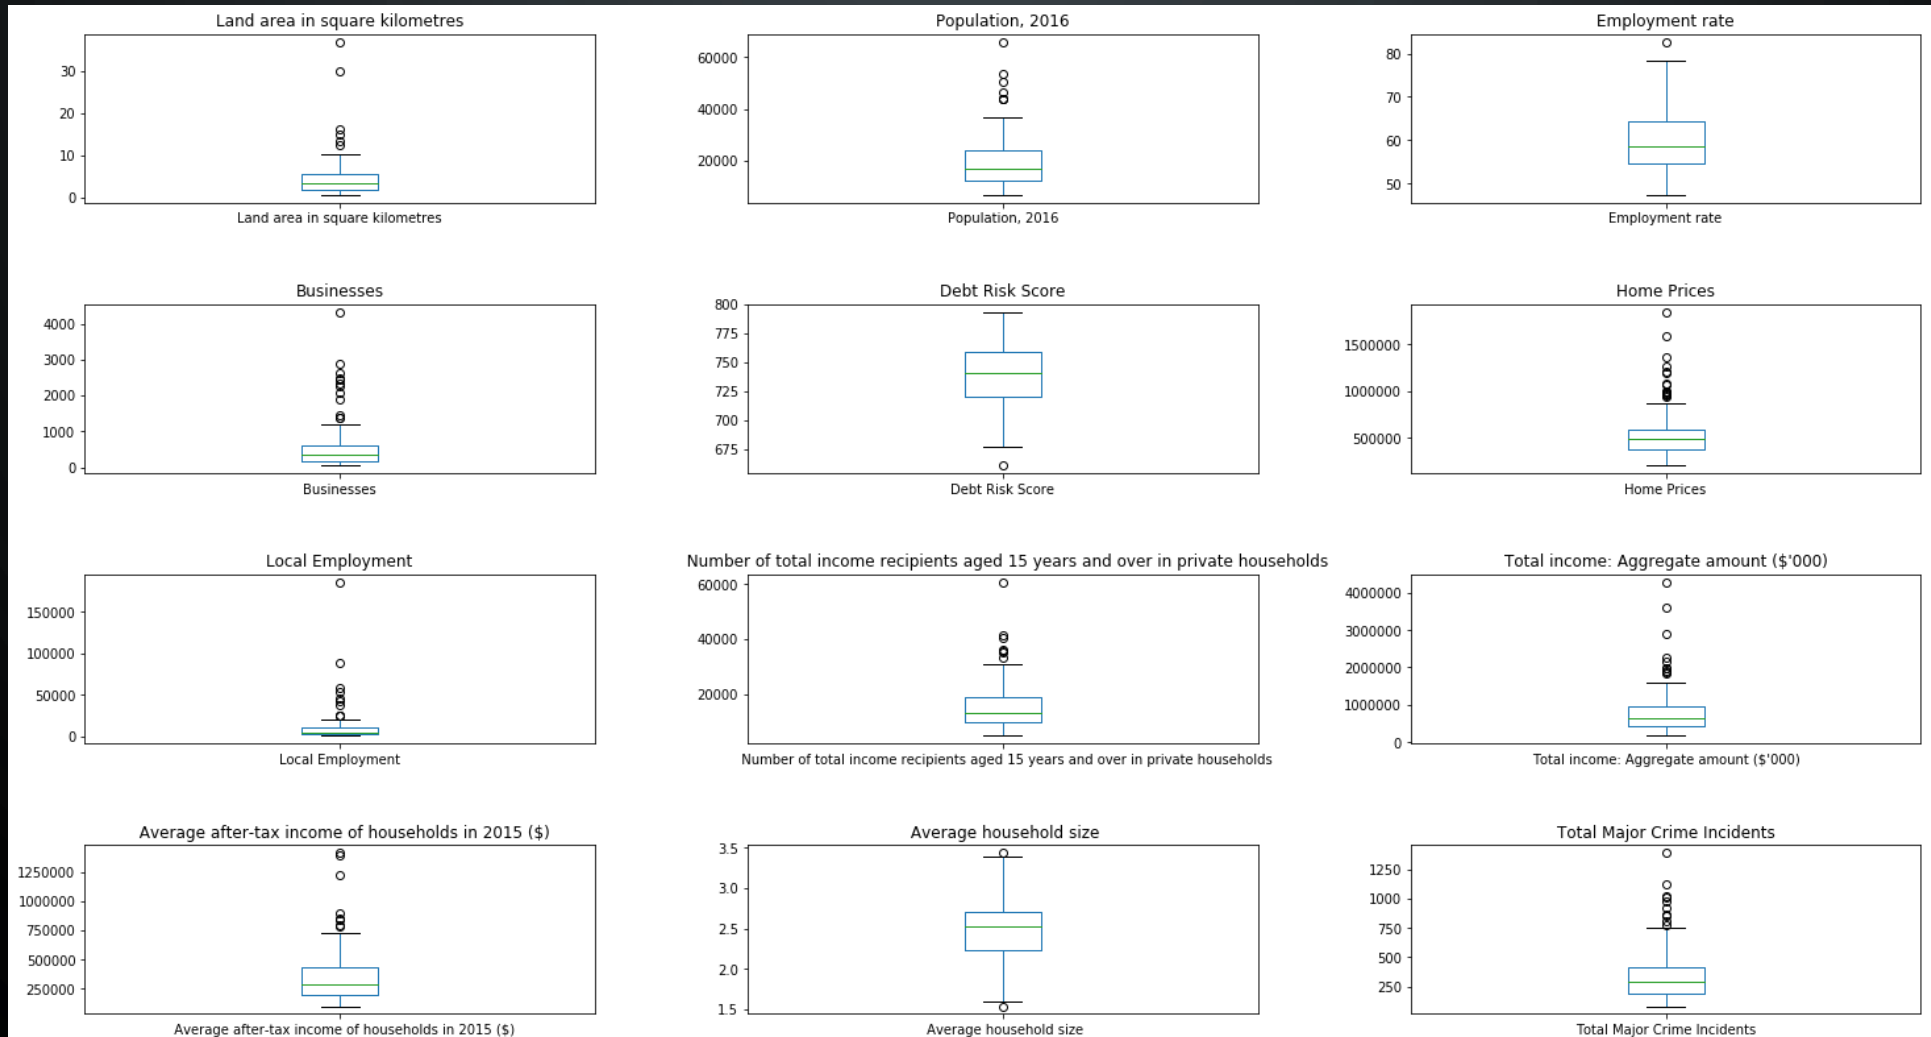 Land area in square kilometres
30
20
10
0
Land area in square kilometres
Population, 2016
60000
40000
20000
Population, 2016
Employment rate
80
70
60
50
Employment rate
Businesses
4000
3000
2000
1000
0
Businesses
Debt Risk Score
800
775
750
725
700
675
Debt Risk Score
Home Prices
1500000
1000000
500000
Home Prices
Local Employment
150000
100000
50000
0
Local Employment
Number of total income recipients aged 15 years and over in private households
60000
40000
20000
Number of total income recipients aged 15 years and over in private households
Total income: Aggregate amount ($'000)
4000000
3000000
2000000
1000000
0
Total income: Aggregate amount ($'000)
Average after-tax income of households in 2015 ($)
1250000
1000000
750000
500000
250000
Average after-tax income of households in 2015 ($)
Average household size
3.5
3.0
2.5
2.0
1.5
Average household size
Total Major Crime Incidents
1250
1000
750
500
250
Total Major Crime Incidents